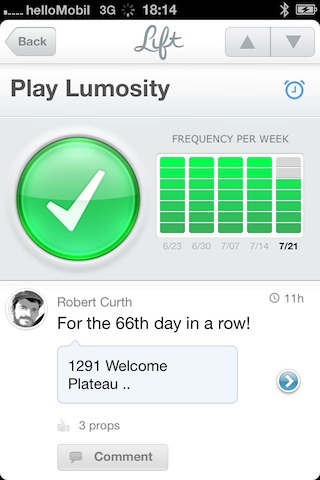 helloMobil 3G 18:14
Back
Lift
Play Lumosity
FREQUENCY PER WEEK
6/23 6/30 7/07 7/14 7/21
Robert Curth
11h
For the 66th day in a row!
1291 Welcome
Plateau ..
3 props
Comment